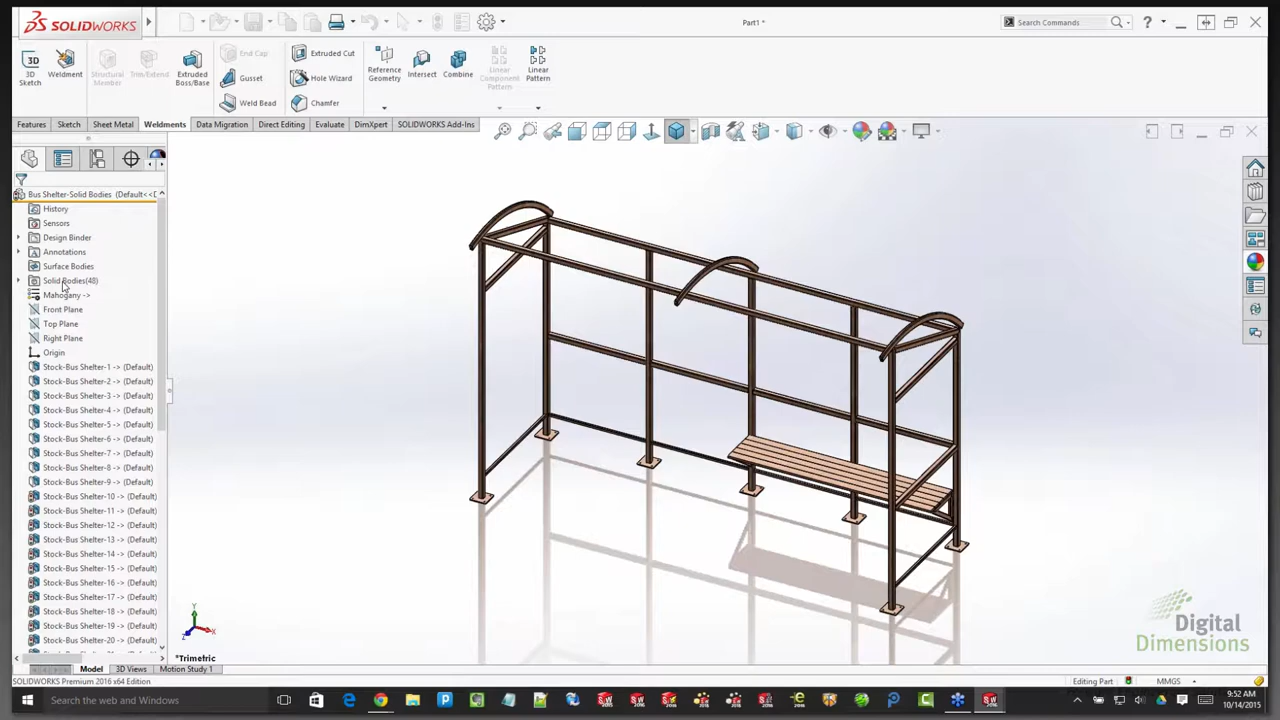 SOLIDWORKS
Part1 *
Search Commands
3D Sketch
Weldment
Structural Member
Trim/Extend
Extruded Boss/Base
End Cap
Gusset
Weld Bead
Extruded Cut
Hole Wizard
Chamfer
Reference Geometry
Intersect
Combine
Linear Component Pattern
Linear Pattern
Features
Sketch
Sheet Metal
Weldments
Data Migration
Direct Editing
Evaluate
DimXpert
SOLIDWORKS Add-Ins
Bus Shelter-Solid Bodies (Default<<D
History
Sensors
Design Binder
Annotations
Surface Bodies
Solid Bodies(48)
Mahogany ->
Front Plane
Top Plane
Right Plane
Origin
Stock-Bus Shelter-1 -> (Default)
Stock-Bus Shelter-2 -> (Default)
Stock-Bus Shelter-3 -> (Default)
Stock-Bus Shelter-4 -> (Default)
Stock-Bus Shelter-5 -> (Default)
Stock-Bus Shelter-6 -> (Default)
Stock-Bus Shelter-7 -> (Default)
Stock-Bus Shelter-8 -> (Default)
Stock-Bus Shelter-9 -> (Default)
Stock-Bus Shelter-10 -> (Default)
Stock-Bus Shelter-11 -> (Default)
Stock-Bus Shelter-12 -> (Default)
Stock-Bus Shelter-13 -> (Default)
Stock-Bus Shelter-14 -> (Default)
Stock-Bus Shelter-15 -> (Default)
Stock-Bus Shelter-16 -> (Default)
Stock-Bus Shelter-17 -> (Default)
Stock-Bus Shelter-18 -> (Default)
Stock-Bus Shelter-19 -> (Default)
Stock-Bus Shelter-20 -> (Default)
Y
X
Z
*Trimetric
Digital
Dimensions
Model
3D Views
Motion Study 1
SOLIDWORKS Premium 2016 x64 Edition
Editing Part
MMGS
Search the web and Windows
9:52 AM
10/14/2015